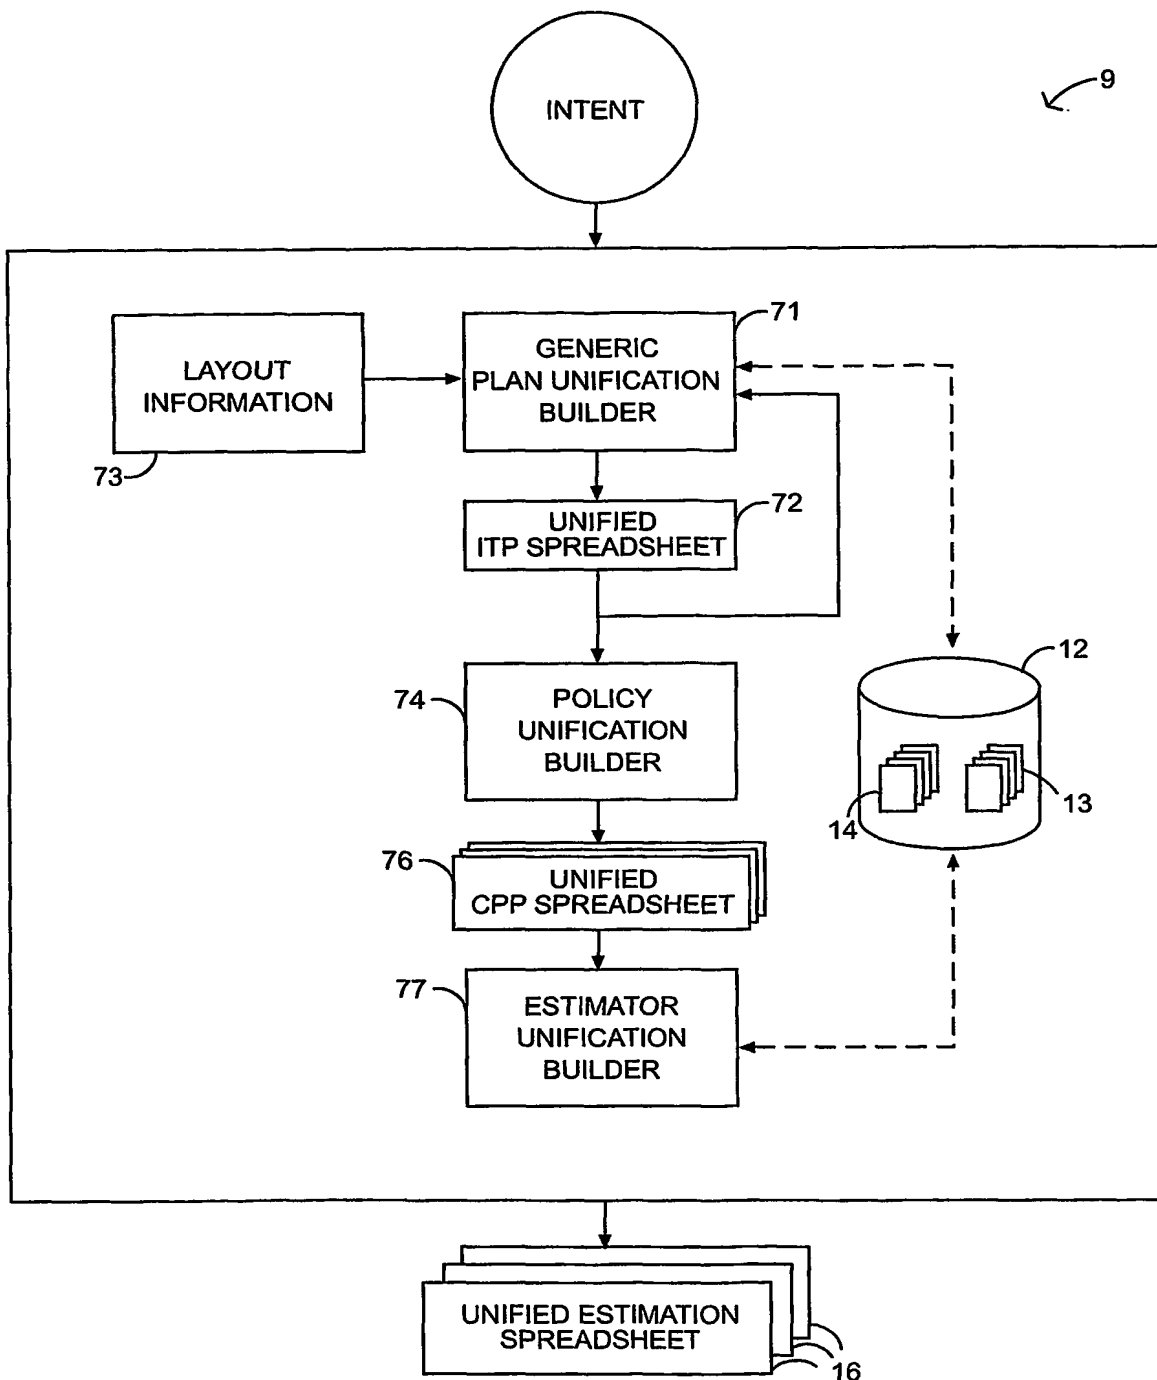 INTENT
9
71
GENERIC
PLAN UNIFICATION
BUILDER
LAYOUT
INFORMATION
73
72
UNIFIED
ITP SPREADSHEET
12
74
POLICY
UNIFICATION
BUILDER
14
13
76
UNIFIED
CPP SPREADSHEET
77
ESTIMATOR
UNIFICATION
BUILDER
UNIFIED ESTIMATION
SPREADSHEET
16